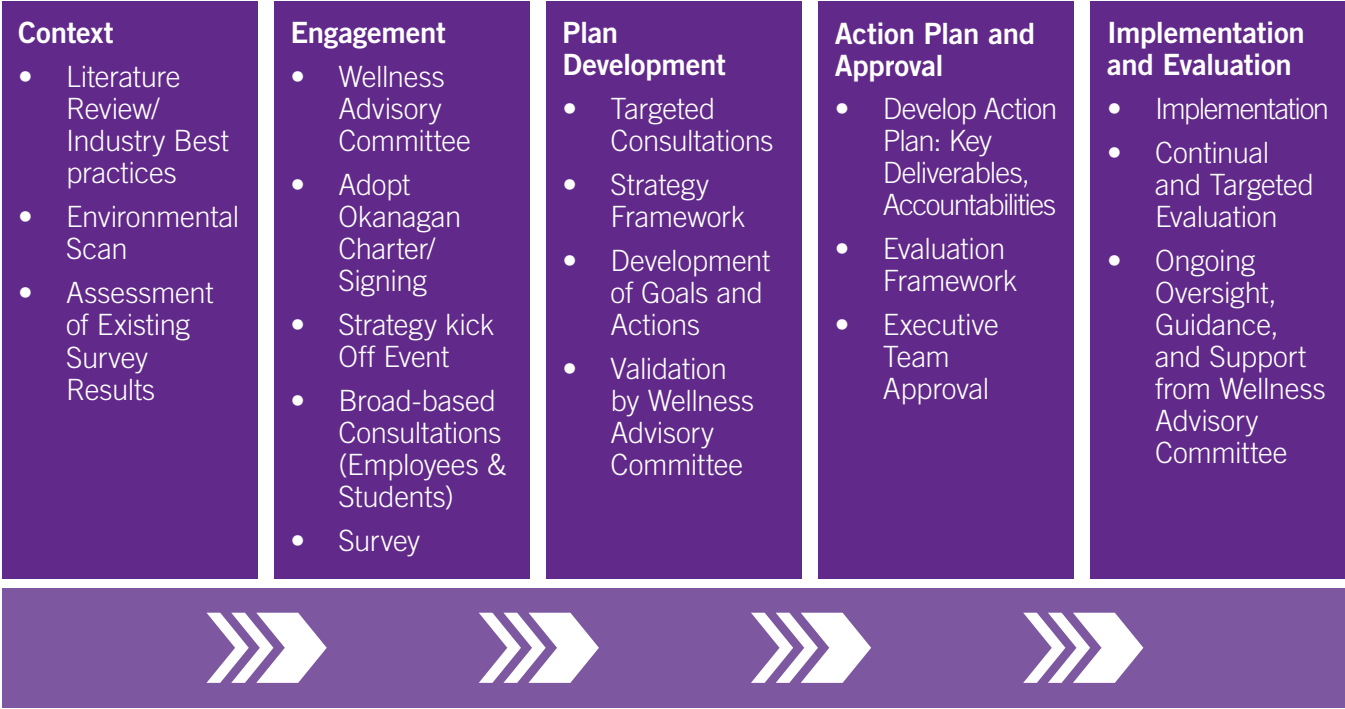 Context
• Literature
Review/
Industry Best
practices
• Environmental
Scan
• Assessment
of Existing
Survey
Results
Engagement
• Wellness
Advisory
Committee
• Adopt
Okanagan
Charter/
Signing
• Strategy kick
Off Event
• Broad-based
Consultations
(Employees &
Students)
• Survey
Plan
Development
• Targeted
Consultations
• Strategy
Framework
• Development
of Goals and
Actions
• Validation
by Wellness
Advisory
Committee
Action Plan and
Approval
• Develop Action
Plan: Key
Deliverables,
Accountabilities
• Evaluation
Framework
• Executive
Team
Approval
Implementation
and Evaluation
• Implementation
• Continual
and Targeted
Evaluation
• Ongoing
Oversight,
Guidance,
and Support
from Wellness
Advisory
Committee